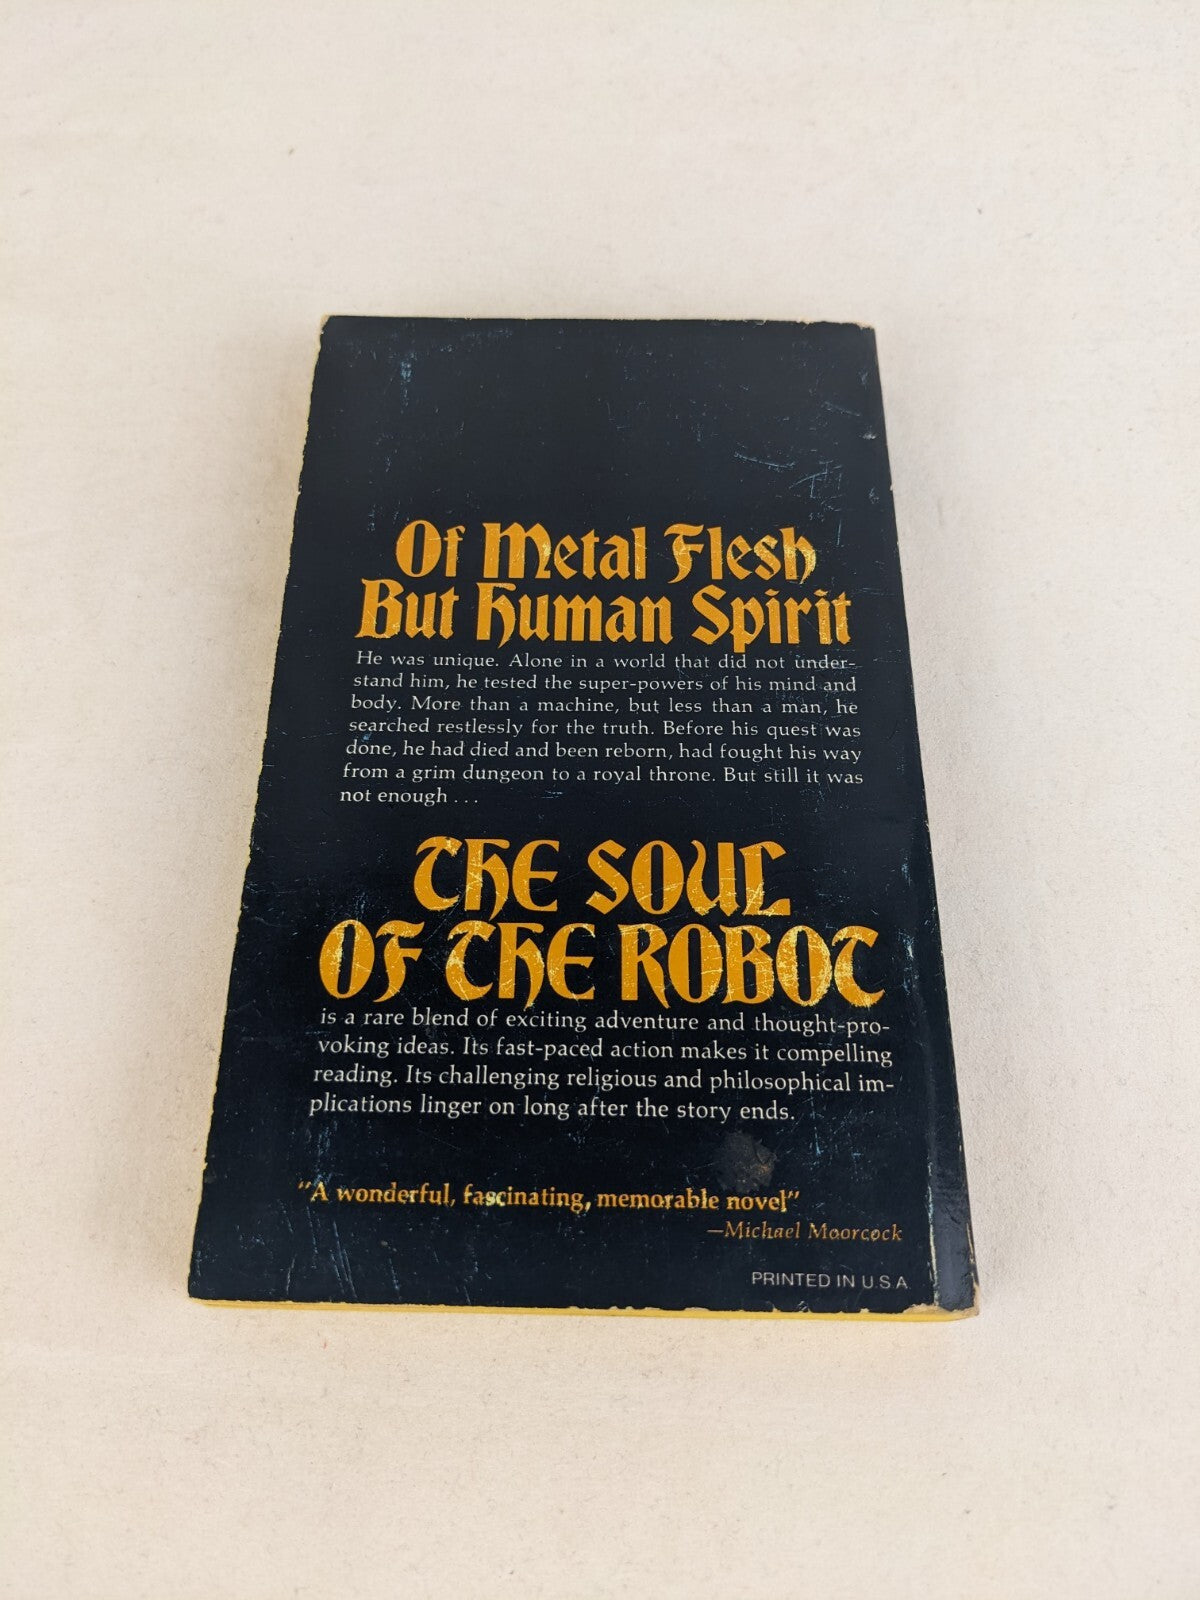 Of Metal Flesh
But Human Spirit
He was unique. Alone in a world that did not under-
stand him, he tested the super-powers of his mind and
body. More than a machine, but less than a man, he
searched restlessly for the truth. Before his quest was
done, he had died and been reborn, had fought his way
from a grim dungeon to a royal throne. But still it was
not enough . . .
THE SOUL
OF THE ROBOT
is a rare blend of exciting adventure and thought-pro-
voking ideas. Its fast-paced action makes it compelling
reading. Its challenging religious and philosophical im-
plications linger on long after the story ends.
"A wonderful, fascinating, memorable novel"
—Michael Moorcock
PRINTED IN U.S.A.